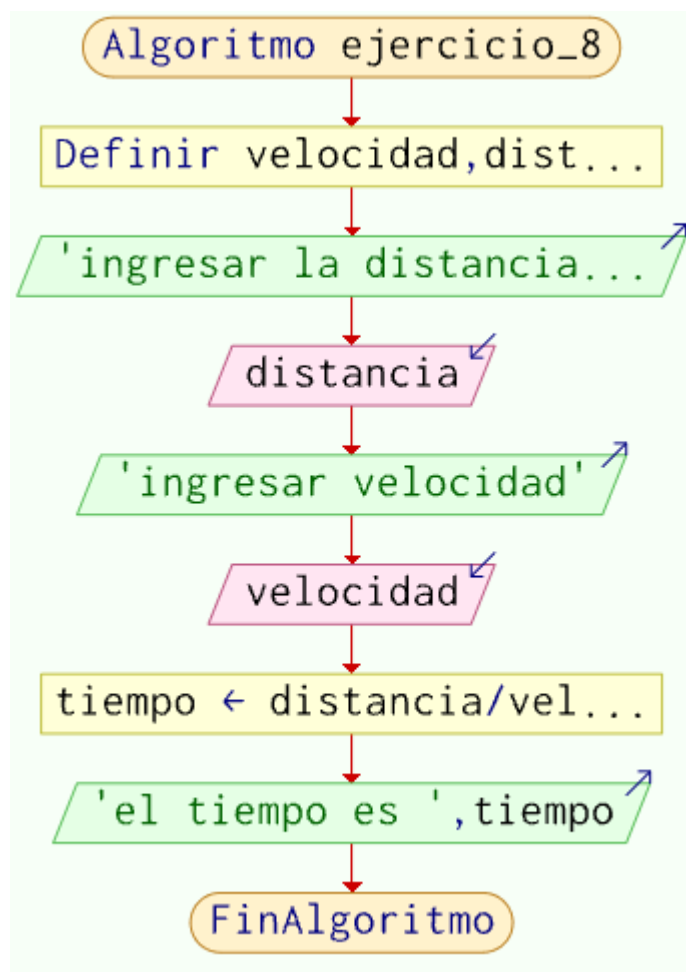 Algoritmo ejercicio_8
Definir velocidad,dist...
'ingresar la distancia...
distancia
'ingresar velocidad'
velocidad
tiempo ← distancia/vel...
'el tiempo es ',tiempo
FinAlgoritmo